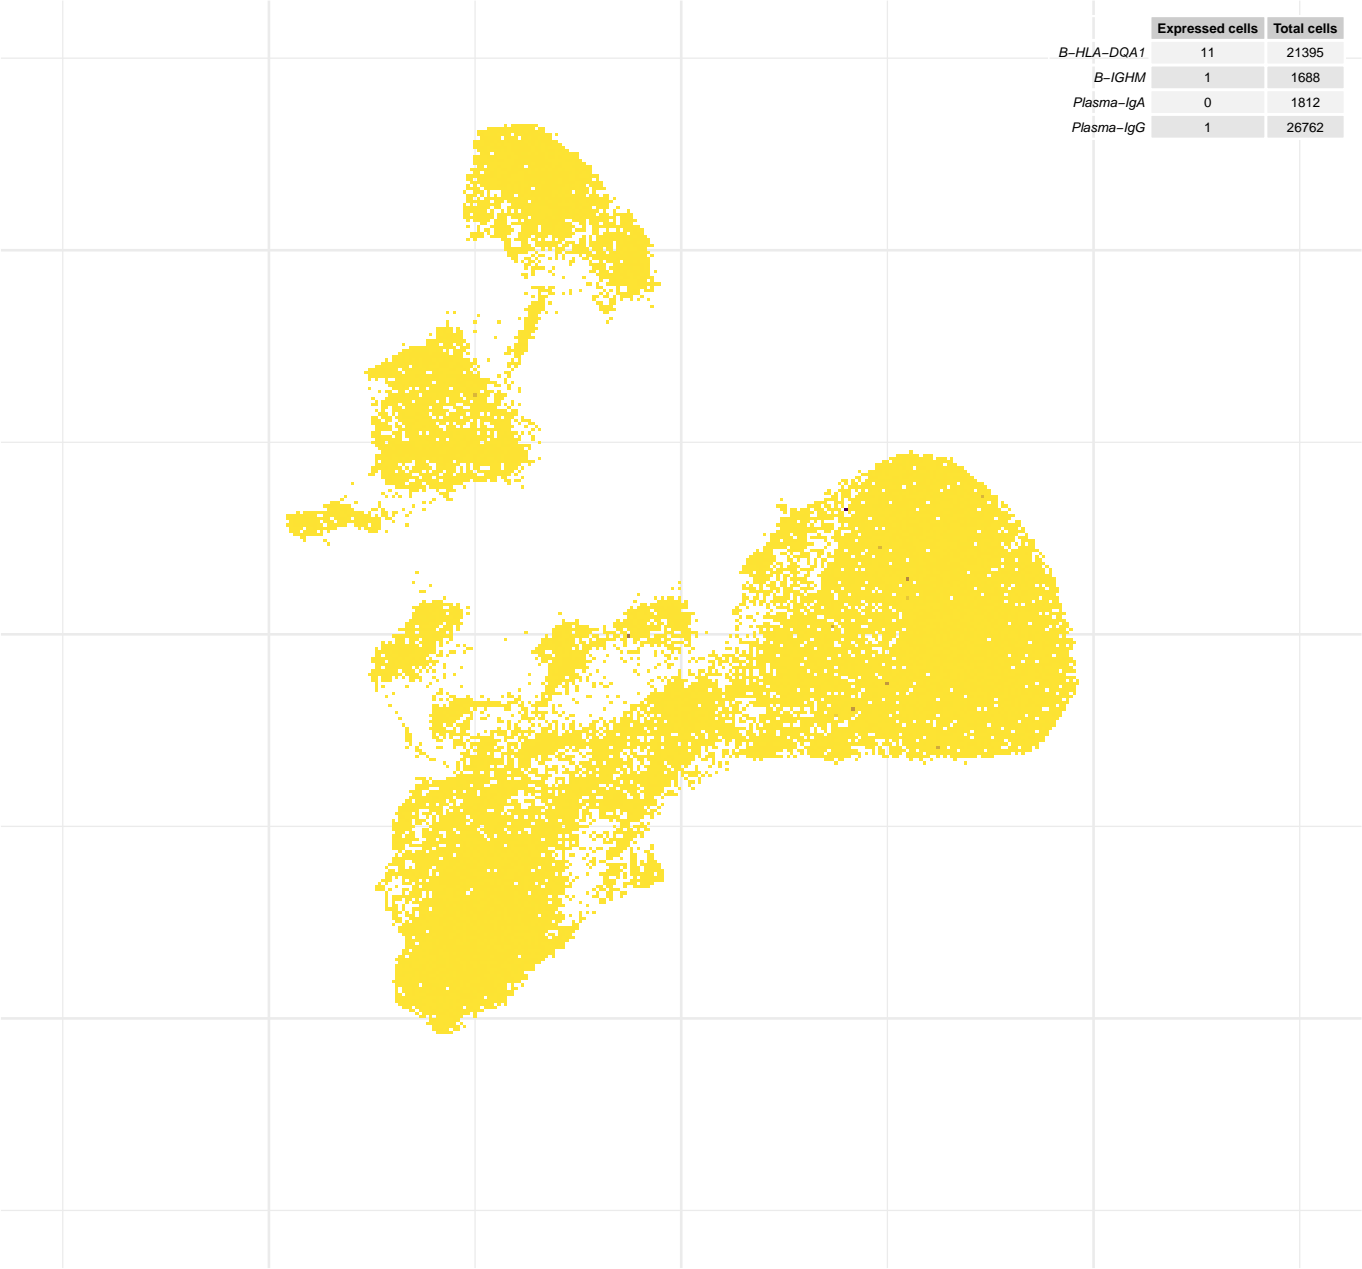 Expressed cells Total cells
B−HLA−DQA1 11 21395
B−IGHM 1 1688
Plasma−IgA 0 1812
Plasma−IgG 1 26762